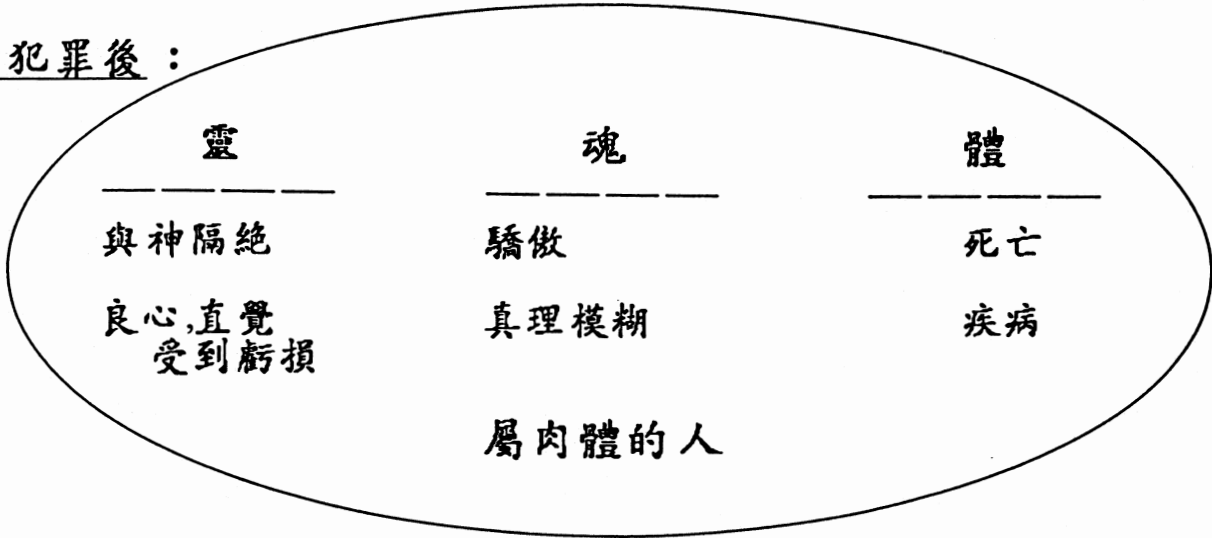 犯罪後：
靈 魂 體
與神隔絶 驕傲 死亡
良心,直覺 真理模糊 疾病
受到虧損
屬肉體的人